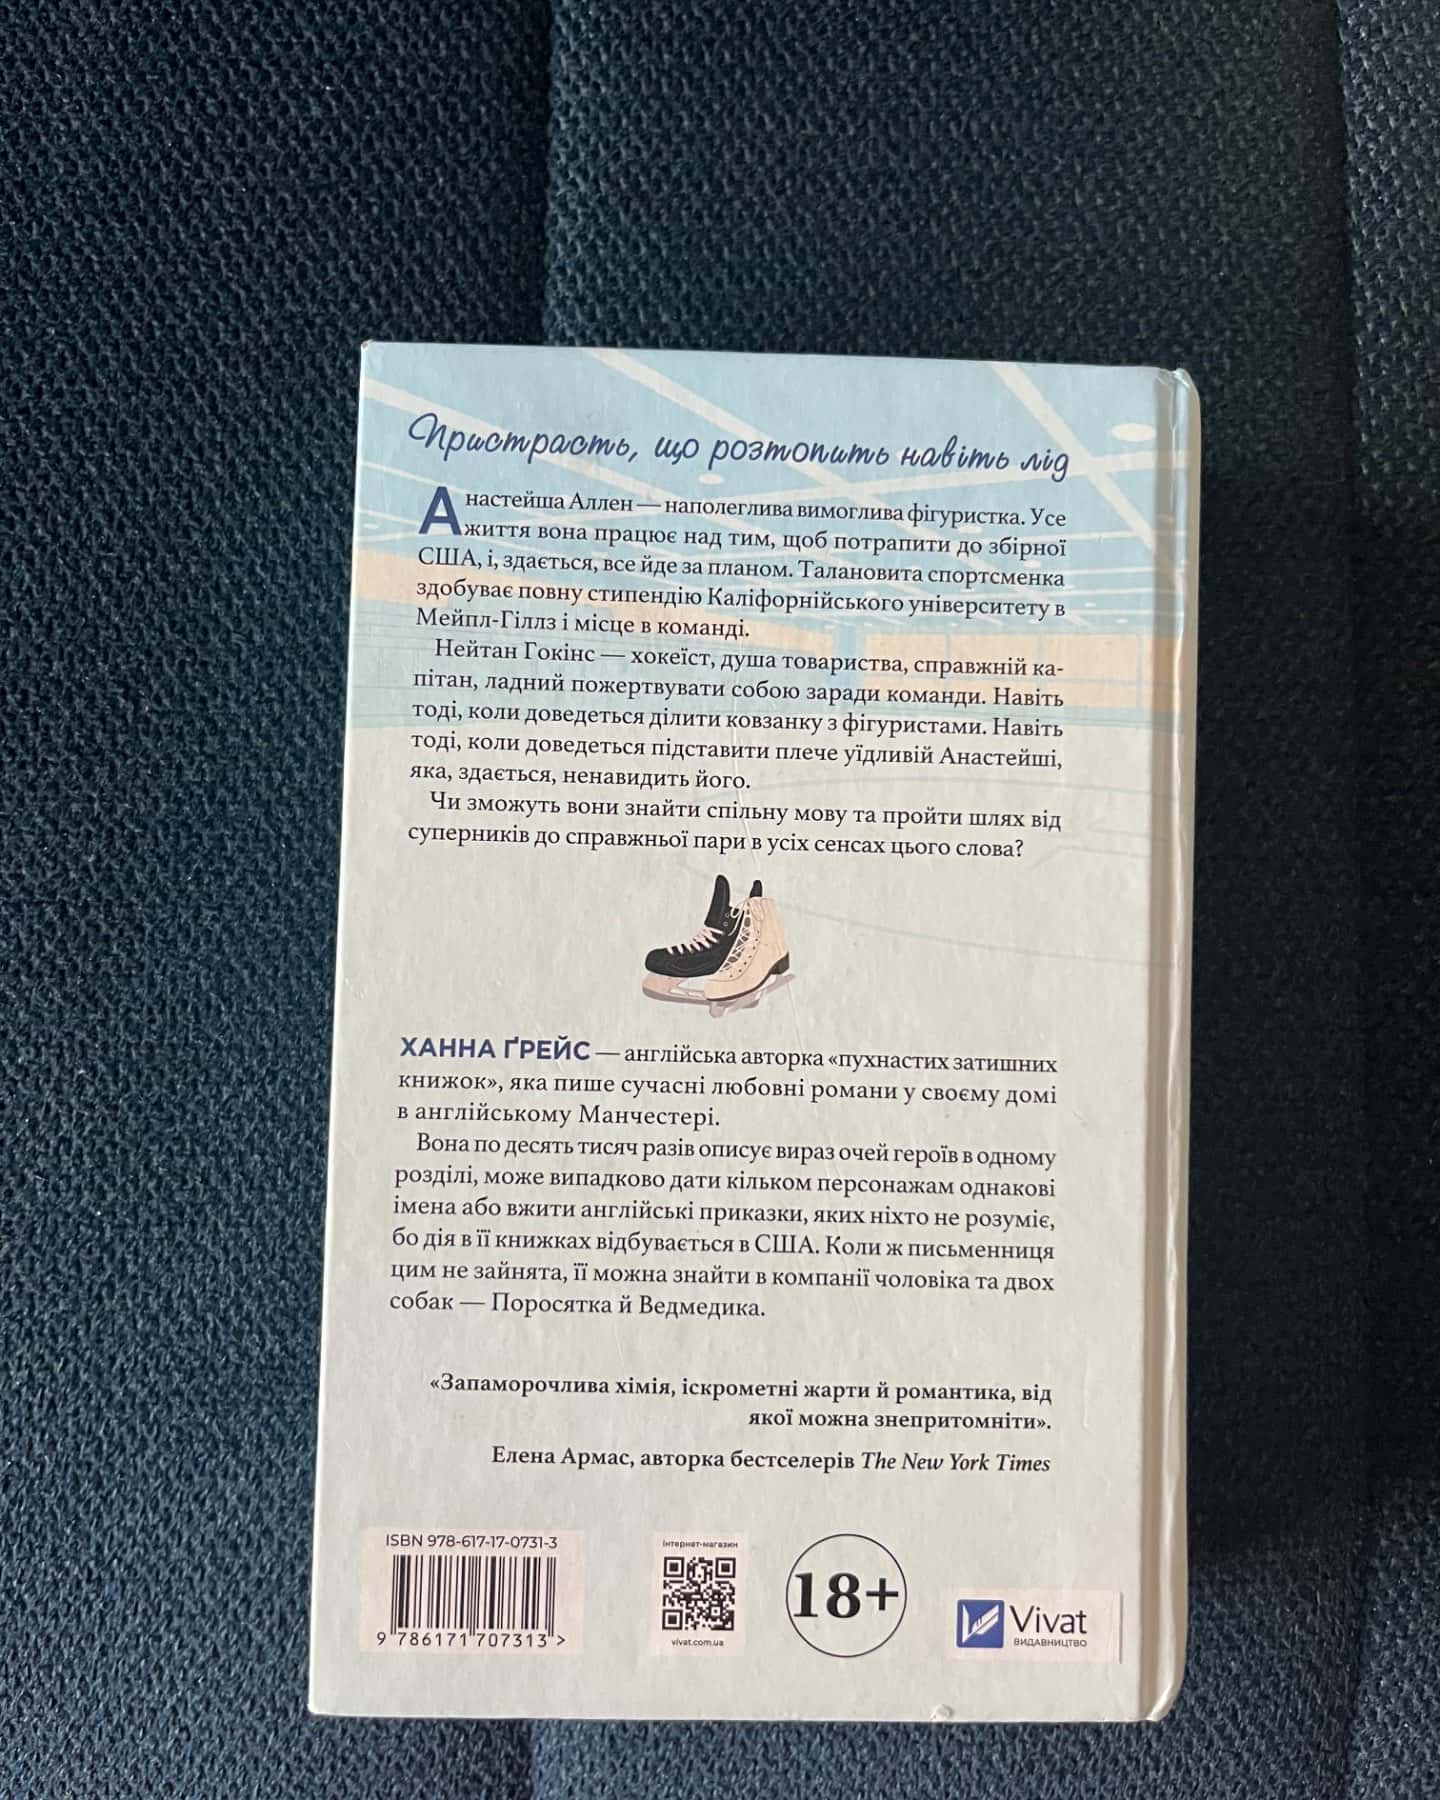 Пристрасть, що розтопить навіть лід
Анастейша Аллен — наполеглива вимоглива фігуристка. Усе
життя вона працює над тим, щоб потрапити до збірної
США, і, здається, все йде за планом. Талановита спортсменка
здобуває повну стипендію Каліфорнійського університету в
Мейпл-Гіллз і місце в команді.
Нейтан Гокінс — хокеїст, душа товариства, справжній ка-
пітан, ладний пожертвувати собою заради команди. Навіть
тоді, коли доведеться ділити ковзанку з фігуристами. Навіть
тоді, коли доведеться підставити плече уїдливій Анастейші,
яка, здається, ненавидить його.
Чи зможуть вони знайти спільну мову та пройти шлях від
суперників до справжньої пари в усіх сенсах цього слова?
ХАННА ҐРЕЙС — англійська авторка «пухнастих затишних
книжок», яка пише сучасні любовні романи у своєму домі
в англійському Манчестері.
Вона по десять тисяч разів описує вираз очей героїв в одному
розділі, може випадково дати кільком персонажам однакові
імена або вжити англійські приказки, яких ніхто не розуміє,
бо дія в її книжках відбувається в США. Коли ж письменниця
цим не зайнята, її можна знайти в компанії чоловіка та двох
собак — Поросятка й Ведмедика.
«Запаморочлива хімія, іскрометні жарти й романтика, від
якої можна знепритомніти».
Елена Армас, авторка бестселерів The New York Times
ISBN 978-617-17-0731-3
9 786171 707313 >
інтернет-магазин
vivat.com.ua
18+
Vivat
ВИДАВНИЦТВО